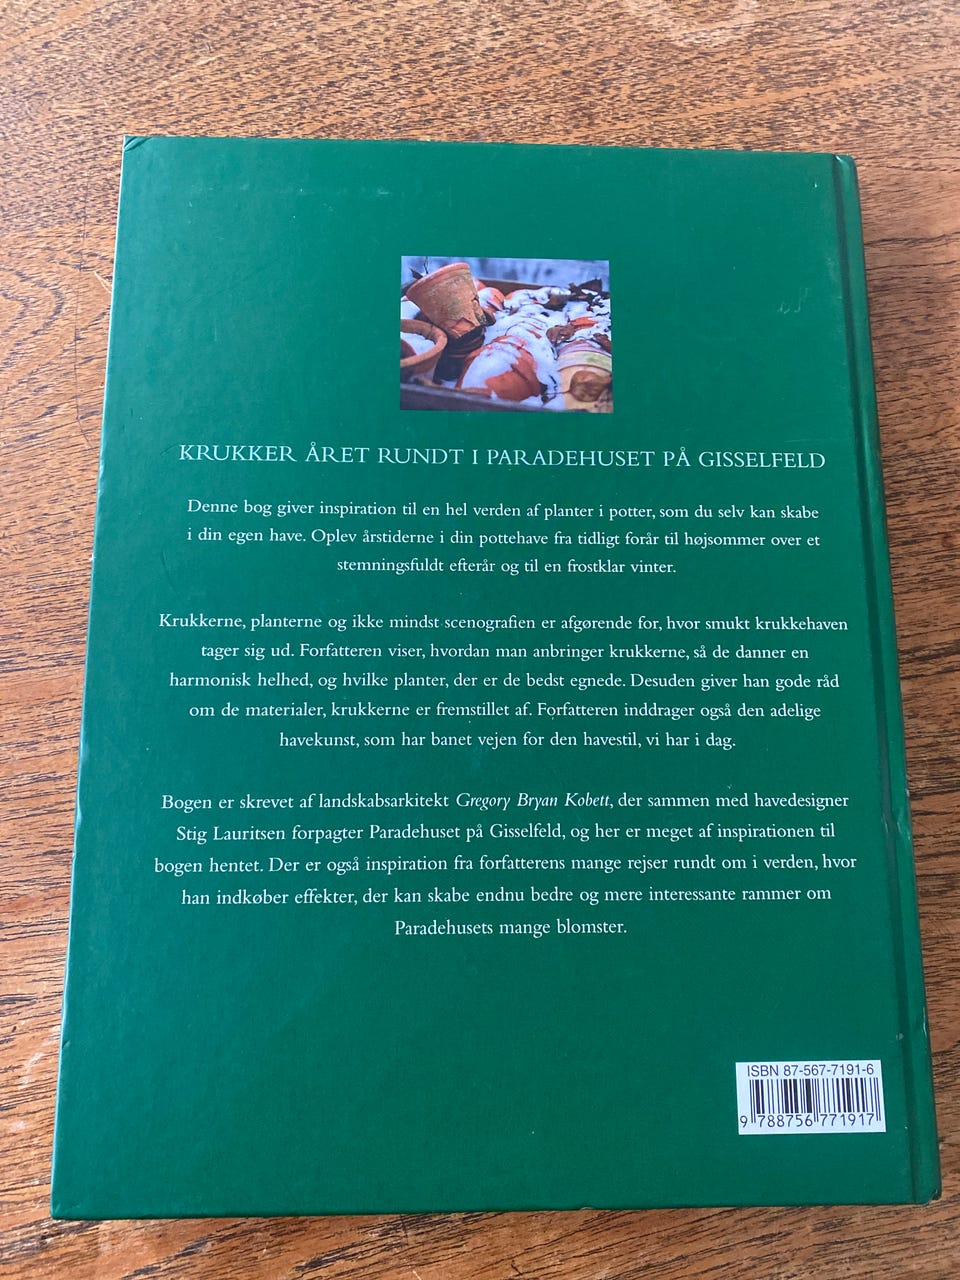 KRUKKER ÅRET RUNDT I PARADEHUSET PÅ GISSELFELD
Denne bog giver inspiration til en hel verden af planter i potter, som du selv kan skabe
i din egen have. Oplev årstiderne i din pottehave fra tidligt forår til højsommer over et
stemningsfuldt efterår og til en frostklar vinter.
Krukkerne, planterne og ikke mindst scenografien er afgørende for, hvor smukt krukkehaven
tager sig ud. Forfatteren viser, hvordan man anbringer krukkerne, så de danner en
harmonisk helhed, og hvilke planter, der er de bedst egnede. Desuden giver han gode råd
om de materialer, krukkerne er fremstillet af. Forfatteren inddrager også den adelige
havekunst, som har banet vejen for den havestil, vi har i dag.
Bogen er skrevet af landskabsarkitekt Gregory Bryan Kobett, der sammen med havedesigner
Stig Lauritsen forpagter Paradehuset på Gisselfeld, og her er meget af inspirationen til
bogen hentet. Der er også inspiration fra forfatterens mange rejser rundt om i verden, hvor
han indkøber effekter, der kan skabe endnu bedre og mere interessante rammer om
Paradehusets mange blomster.
ISBN 87-567-7191-6
9 788756 771917